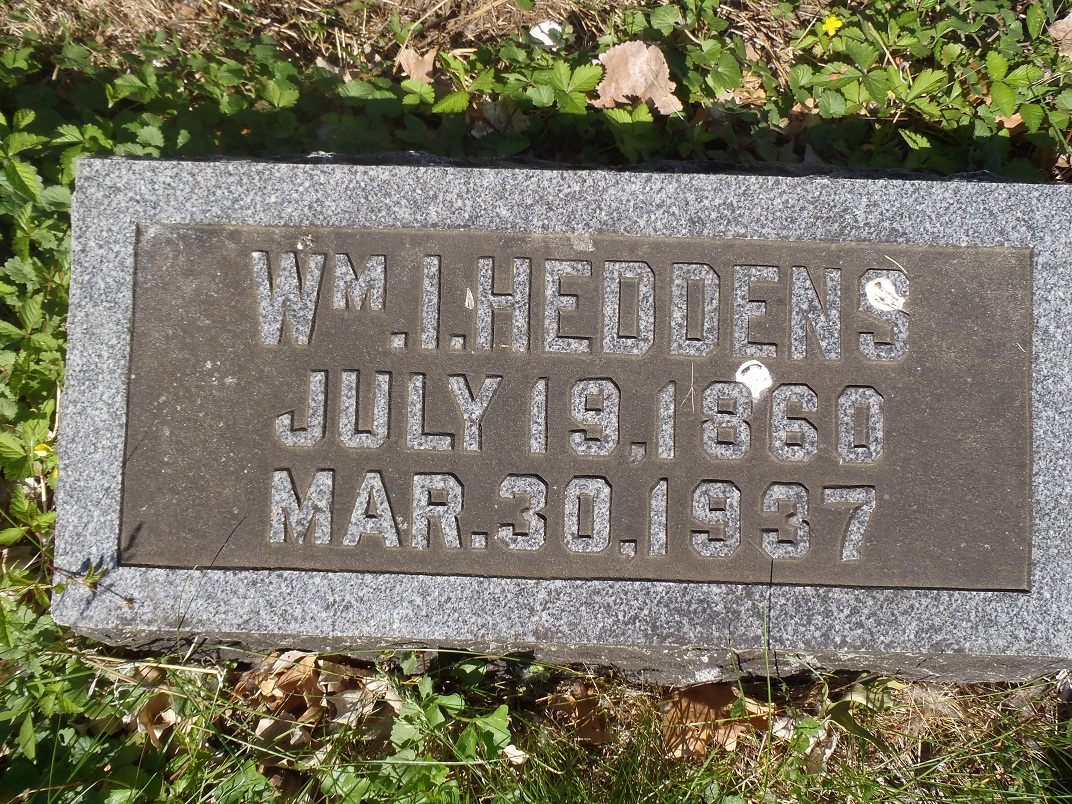 WM. I. HEDDENS
JULY 19, 1860
MAR. 30, 1937